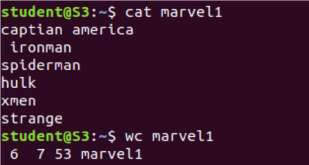 student@S3:~$ cat marvel1
captian america
 ironman
spiderman
hulk
xmen
strange
student@S3:~$ wc marvel1
 6  7 53 marvel1